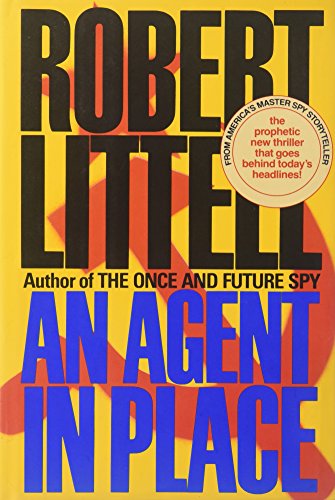 ROBERT
LITTELL
FROM AMERICA'S MASTER SPY STORYTELLER
the
prophetic
new thriller
that goes
behind today's
headlines!
Author of THE ONCE AND FUTURE SPY
AN AGENT
IN PLACE